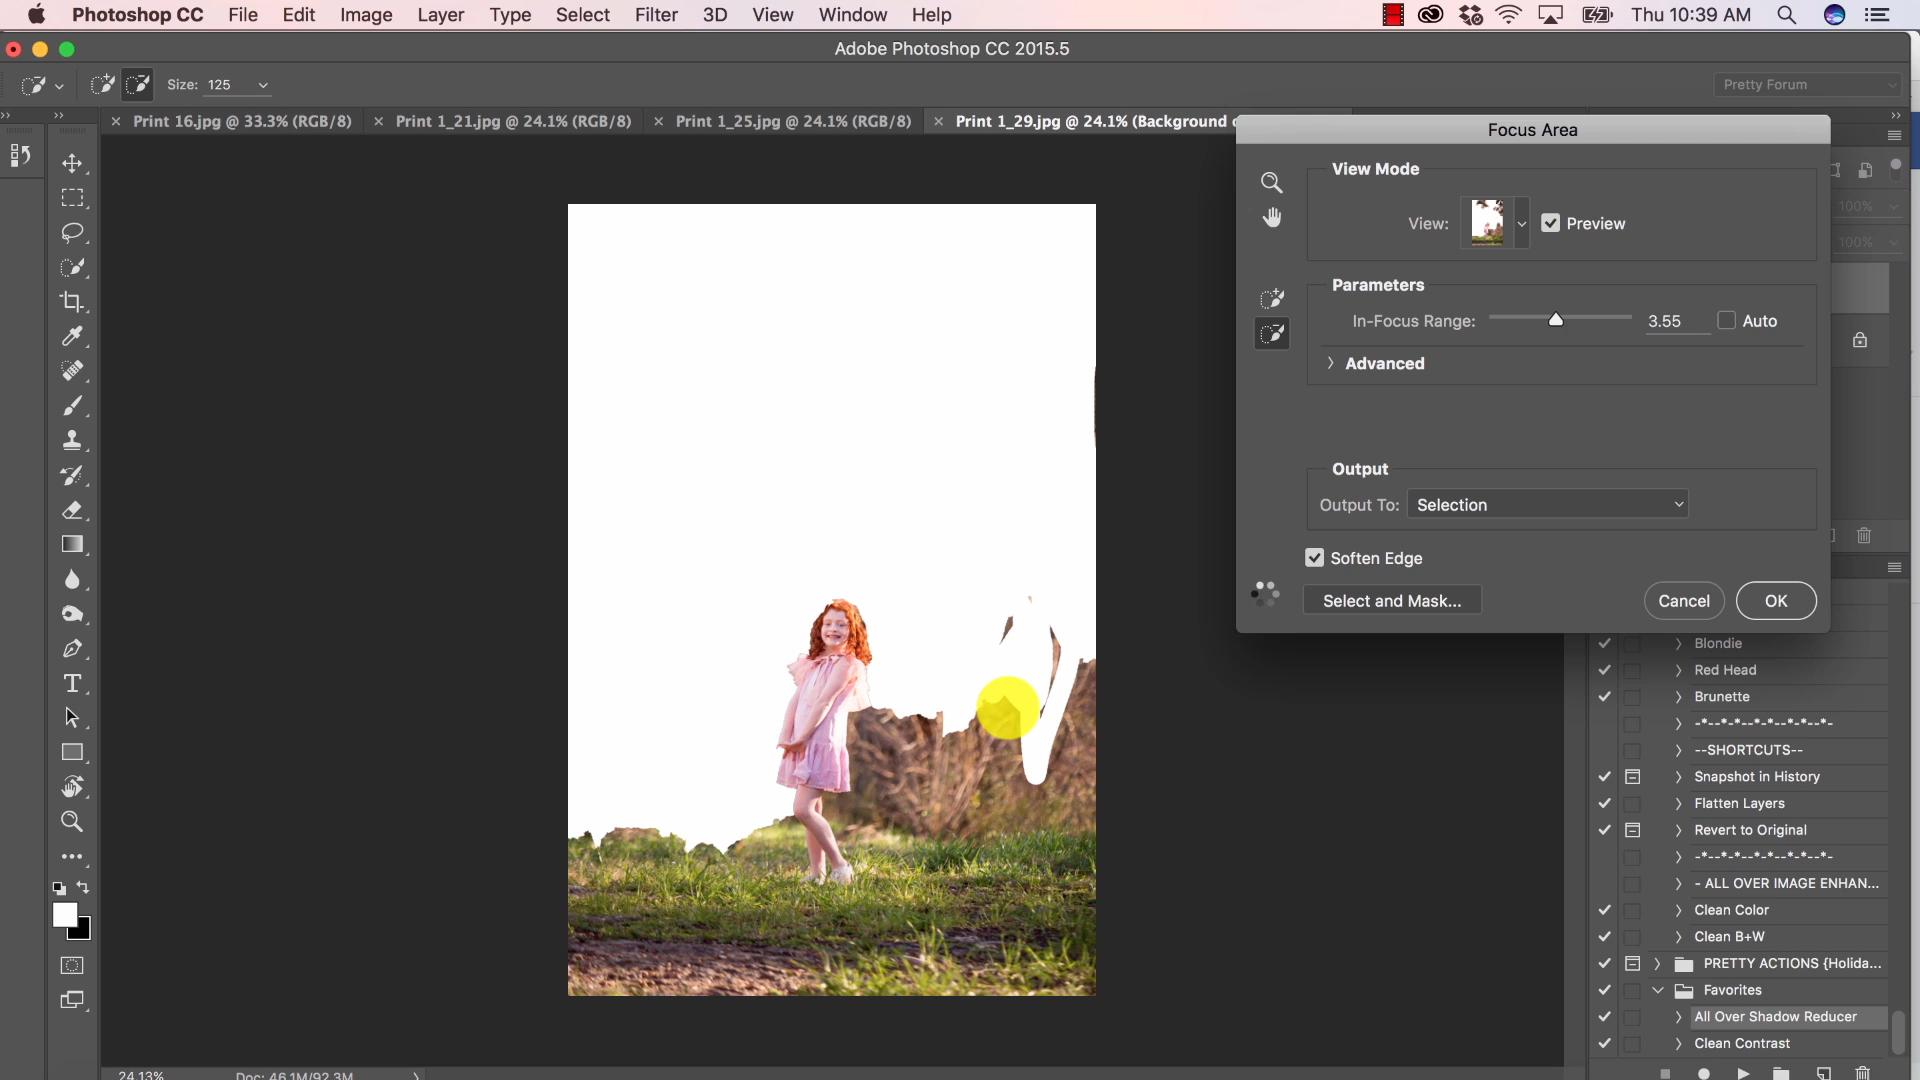 Photoshop CC File Edit Image Layer Type Select Filter 3D View Window Help Thu 10:39 AM
Adobe Photoshop CC 2015.5
Size: 125 Pretty Forum
Print 16.jpg @ 33.3% (RGB/8) Print 1_21.jpg @ 24.1% (RGB/8) Print 1_25.jpg @ 24.1% (RGB/8) Print 1_29.jpg @ 24.1% (Background
Focus Area
View Mode
View: Preview
Parameters
In-Focus Range: 3.55 Auto
Advanced
Output
Output To: Selection
Soften Edge
Select and Mask... Cancel OK
100%
100%
Blondie
Red Head
Brunette
-*--*-*--*-*--*-*--*-
--SHORTCUTS--
Snapshot in History
Flatten Layers
Revert to Original
-*--*-*--*-*--*-*--*-
- ALL OVER IMAGE ENHAN...
Clean Color
Clean B+W
PRETTY ACTIONS {Holida...
Favorites
All Over Shadow Reducer
Clean Contrast
24.13% Doc: 46.1M/92.3M